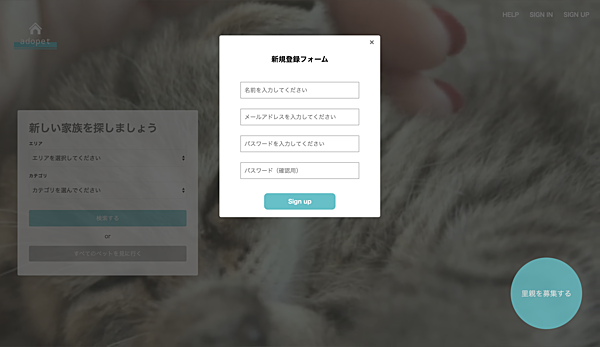 HELP SIGN IN SIGN UP
adopet
×
新規登録フォーム
名前を入力してください
メールアドレスを入力してください
パスワードを入力してください
パスワード（確認用）
Sign up
新しい家族を探しましょう
エリア
エリアを選択してください
カテゴリ
カテゴリを選んでください
検索する
or
里親を募集する